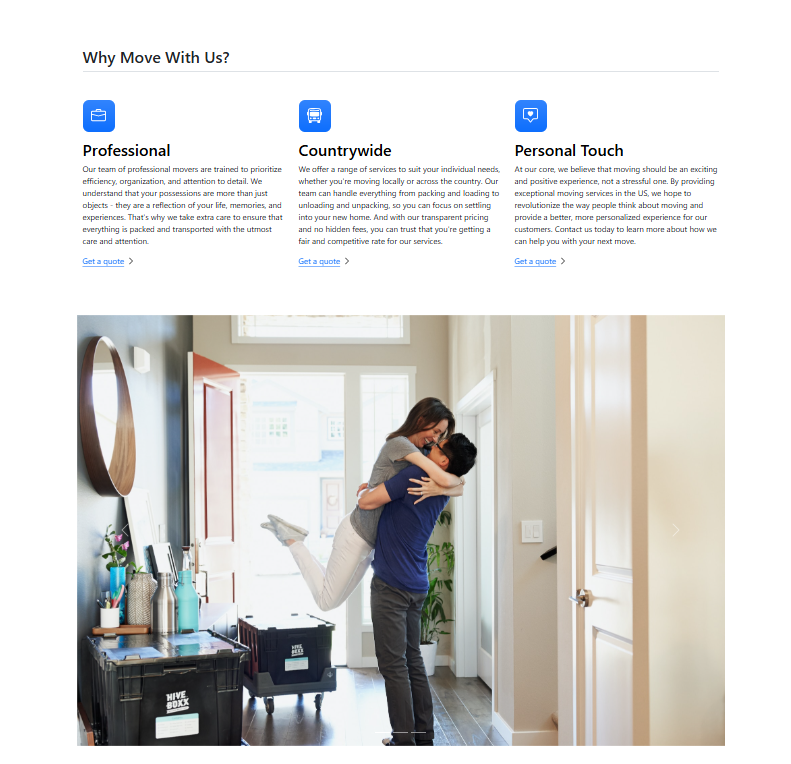 Why Move With Us?
Professional
Our team of professional movers are trained to prioritize
efficiency, organization, and attention to detail. We
understand that your possessions are more than just
objects - they are a reflection of your life, memories, and
experiences. That's why we take extra care to ensure that
everything is packed and transported with the utmost
care and attention.
Get a quote
Countrywide
We offer a range of services to suit your individual needs,
whether you're moving locally or across the country. Our
team can handle everything from packing and loading to
unloading and unpacking, so you can focus on settling
into your new home. And with our transparent pricing
and no hidden fees, you can trust that you're getting a
fair and competitive rate for our services.
Get a quote
Personal Touch
At our core, we believe that moving should be an exciting
and positive experience, not a stressful one. By providing
exceptional moving services in the US, we hope to
revolutionize the way people think about moving and
provide a better, more personalized experience for our
customers. Contact us today to learn more about how we
can help you with your next move.
Get a quote
HIVE
BOXX
HIVE
BOXX